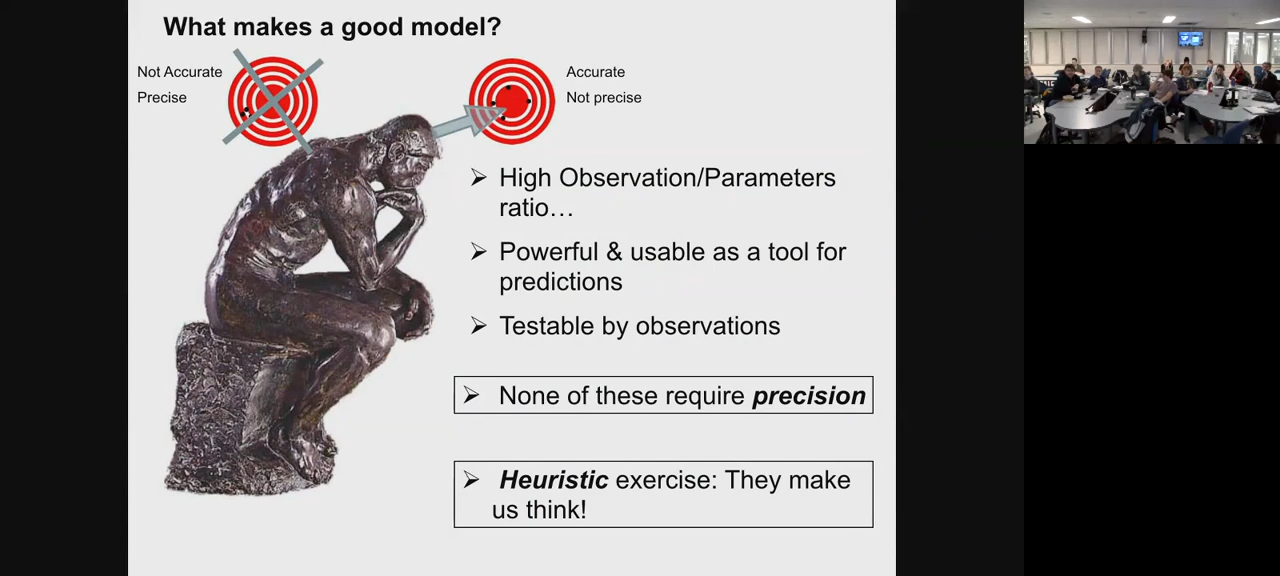 What makes a good model?
Not Accurate
Precise
Accurate
Not precise
➢ High Observation/Parameters
ratio…
➢ Powerful & usable as a tool for
predictions
➢ Testable by observations
➢ None of these require precision
➢ Heuristic exercise: They make
us think!